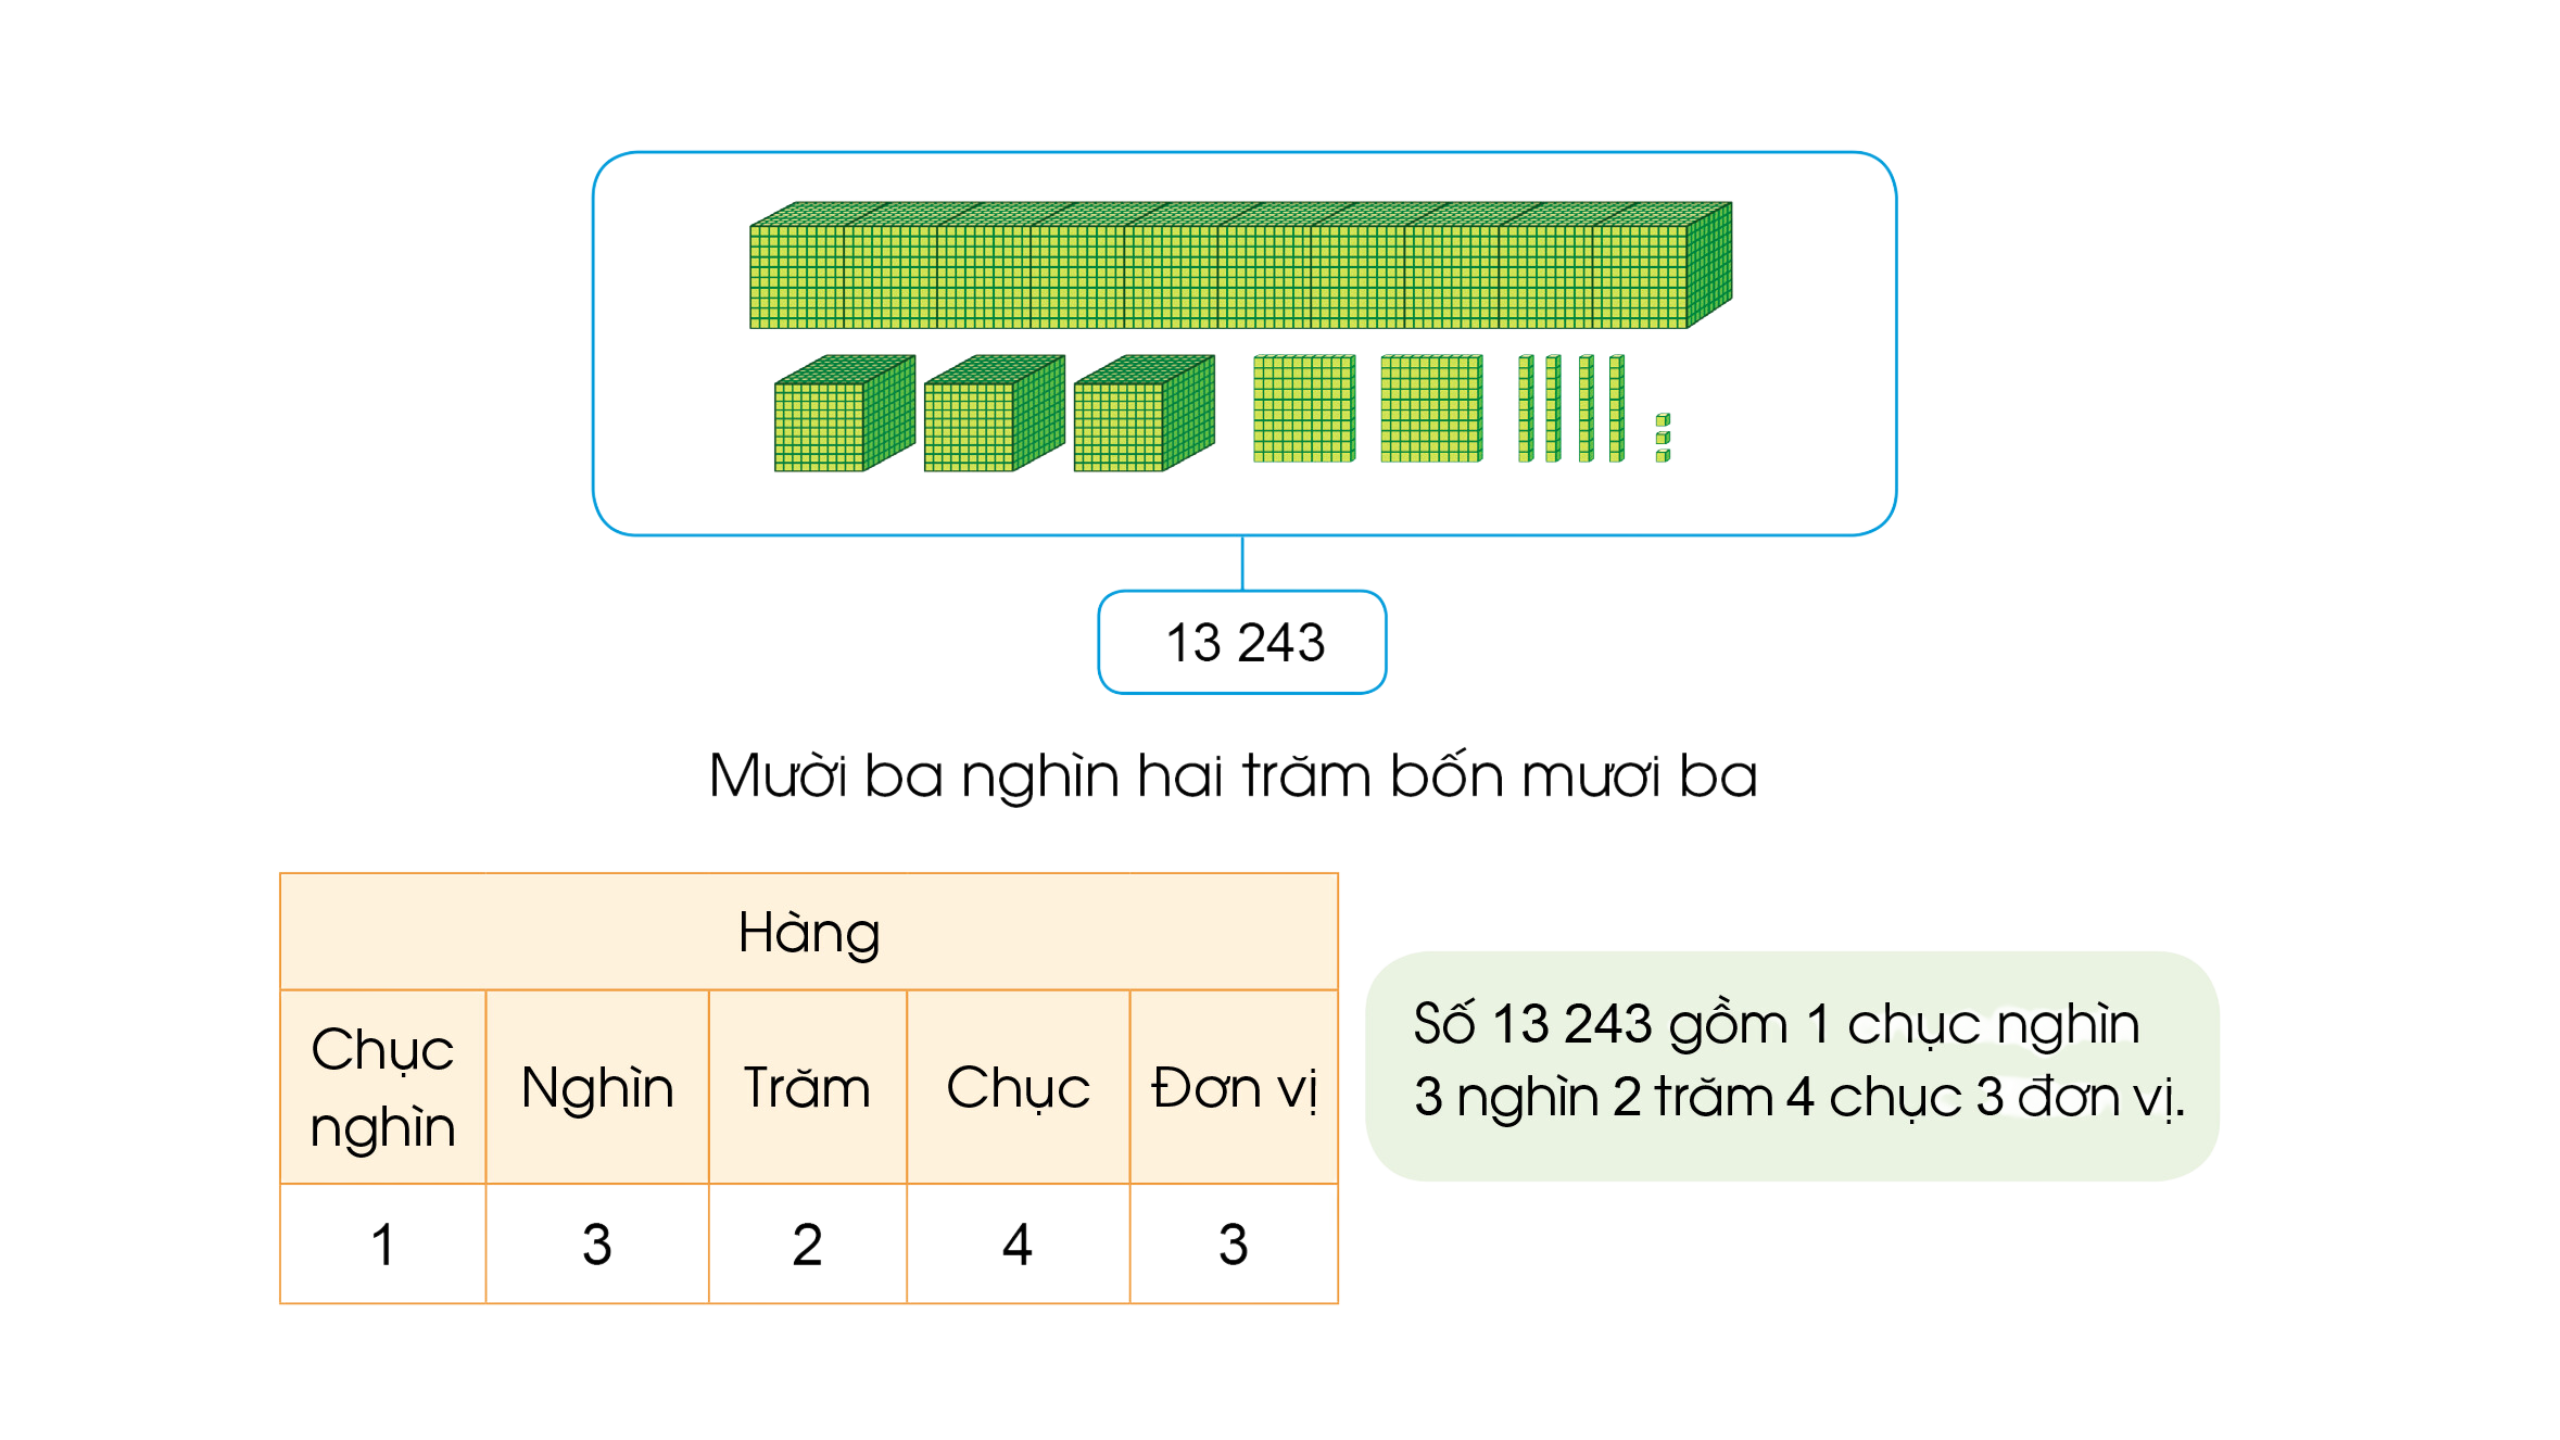 13 243
Mười ba nghìn hai trăm bốn mươi ba
Hàng
Chục
nghìn
Nghìn
Trăm
Chục
Đơn vị
1
3
2
4
3
Số 13 243 gồm 1 chục nghìn
3 nghìn 2 trăm 4 chục 3 đơn vị.